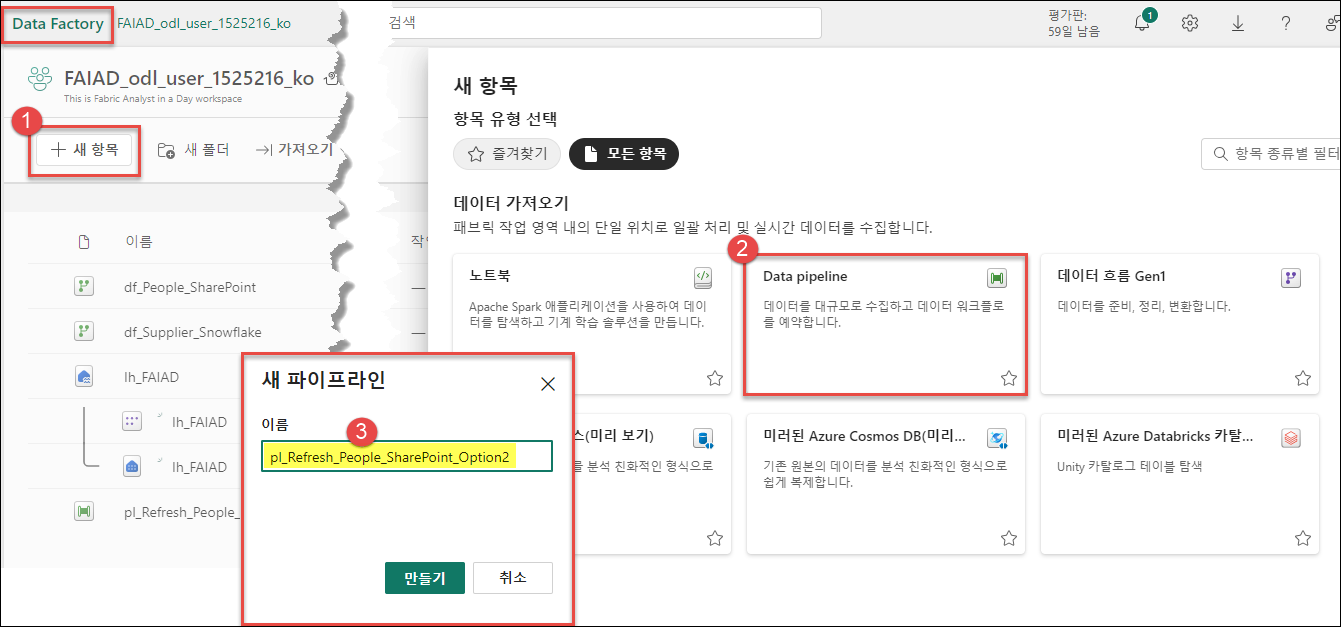 Data Factory FAIAD_odl_user_1525216_ko
검색
평가판:
59일 남음
1
?
FAIAD_odl_user_1525216_ko
This is Fabric Analyst in a Day workspace
1
+ 새 항목
새 폴더
가져오기
이름
df_People_SharePoint
df_Supplier_Snowflake
lh_FAIAD
lh_FAIAD
lh_FAIAD
pl_Refresh_People_
새 항목
항목 유형 선택
즐겨찾기
모든 항목
항목 종류별 필터
데이터 가져오기
패브릭 작업 영역 내의 단일 위치로 일괄 처리 및 실시간 데이터를 수집합니다.
노트북
Apache Spark 애플리케이션을 사용하여 데이
터를 탐색하고 기계 학습 솔루션을 만듭니다.
2
Data pipeline
데이터를 대규모로 수집하고 데이터 워크플로
를 예약합니다.
데이터 흐름 Gen1
데이터를 준비, 정리, 변환합니다.
(미리 보기)
를 분석 친화적인 형식으로
미러된 Azure Cosmos DB(미리...
기존 원본의 데이터를 분석 친화적인 형식으로
쉽게 복제합니다.
미러된 Azure Databricks 카탈...
Unity 카탈로그 테이블 탐색
새 파이프라인
이름
3
pl_Refresh_People_SharePoint_Option2
만들기
취소